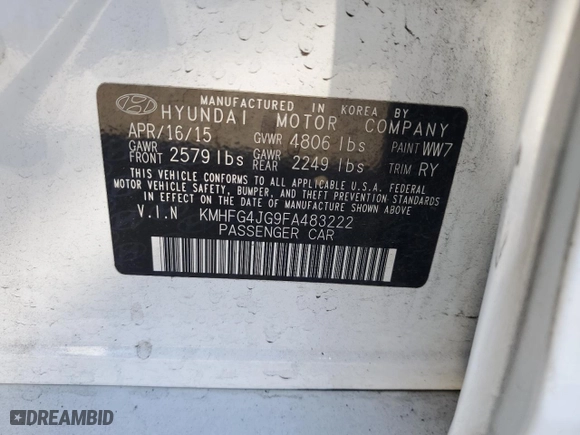 MANUFACTURED IN KOREA BY
HYUNDAI MOTOR COMPANY
APR/16/15 GVWR 4806 lbs PAINT WW7
GAWR FRONT 2579 lbs GAWR REAR 2249 lbs TRIM RY
THIS VEHICLE CONFORMS TO ALL APPLICABLE U.S.A. FEDERAL
MOTOR VEHICLE SAFETY, BUMPER, AND THEFT PREVENTION STANDARDS
IN EFFECT ON THE DATE OF MANUFACTURE SHOWN ABOVE.
V.I.N KMHFG4JG9FA483222
PASSENGER CAR
DREAMBID